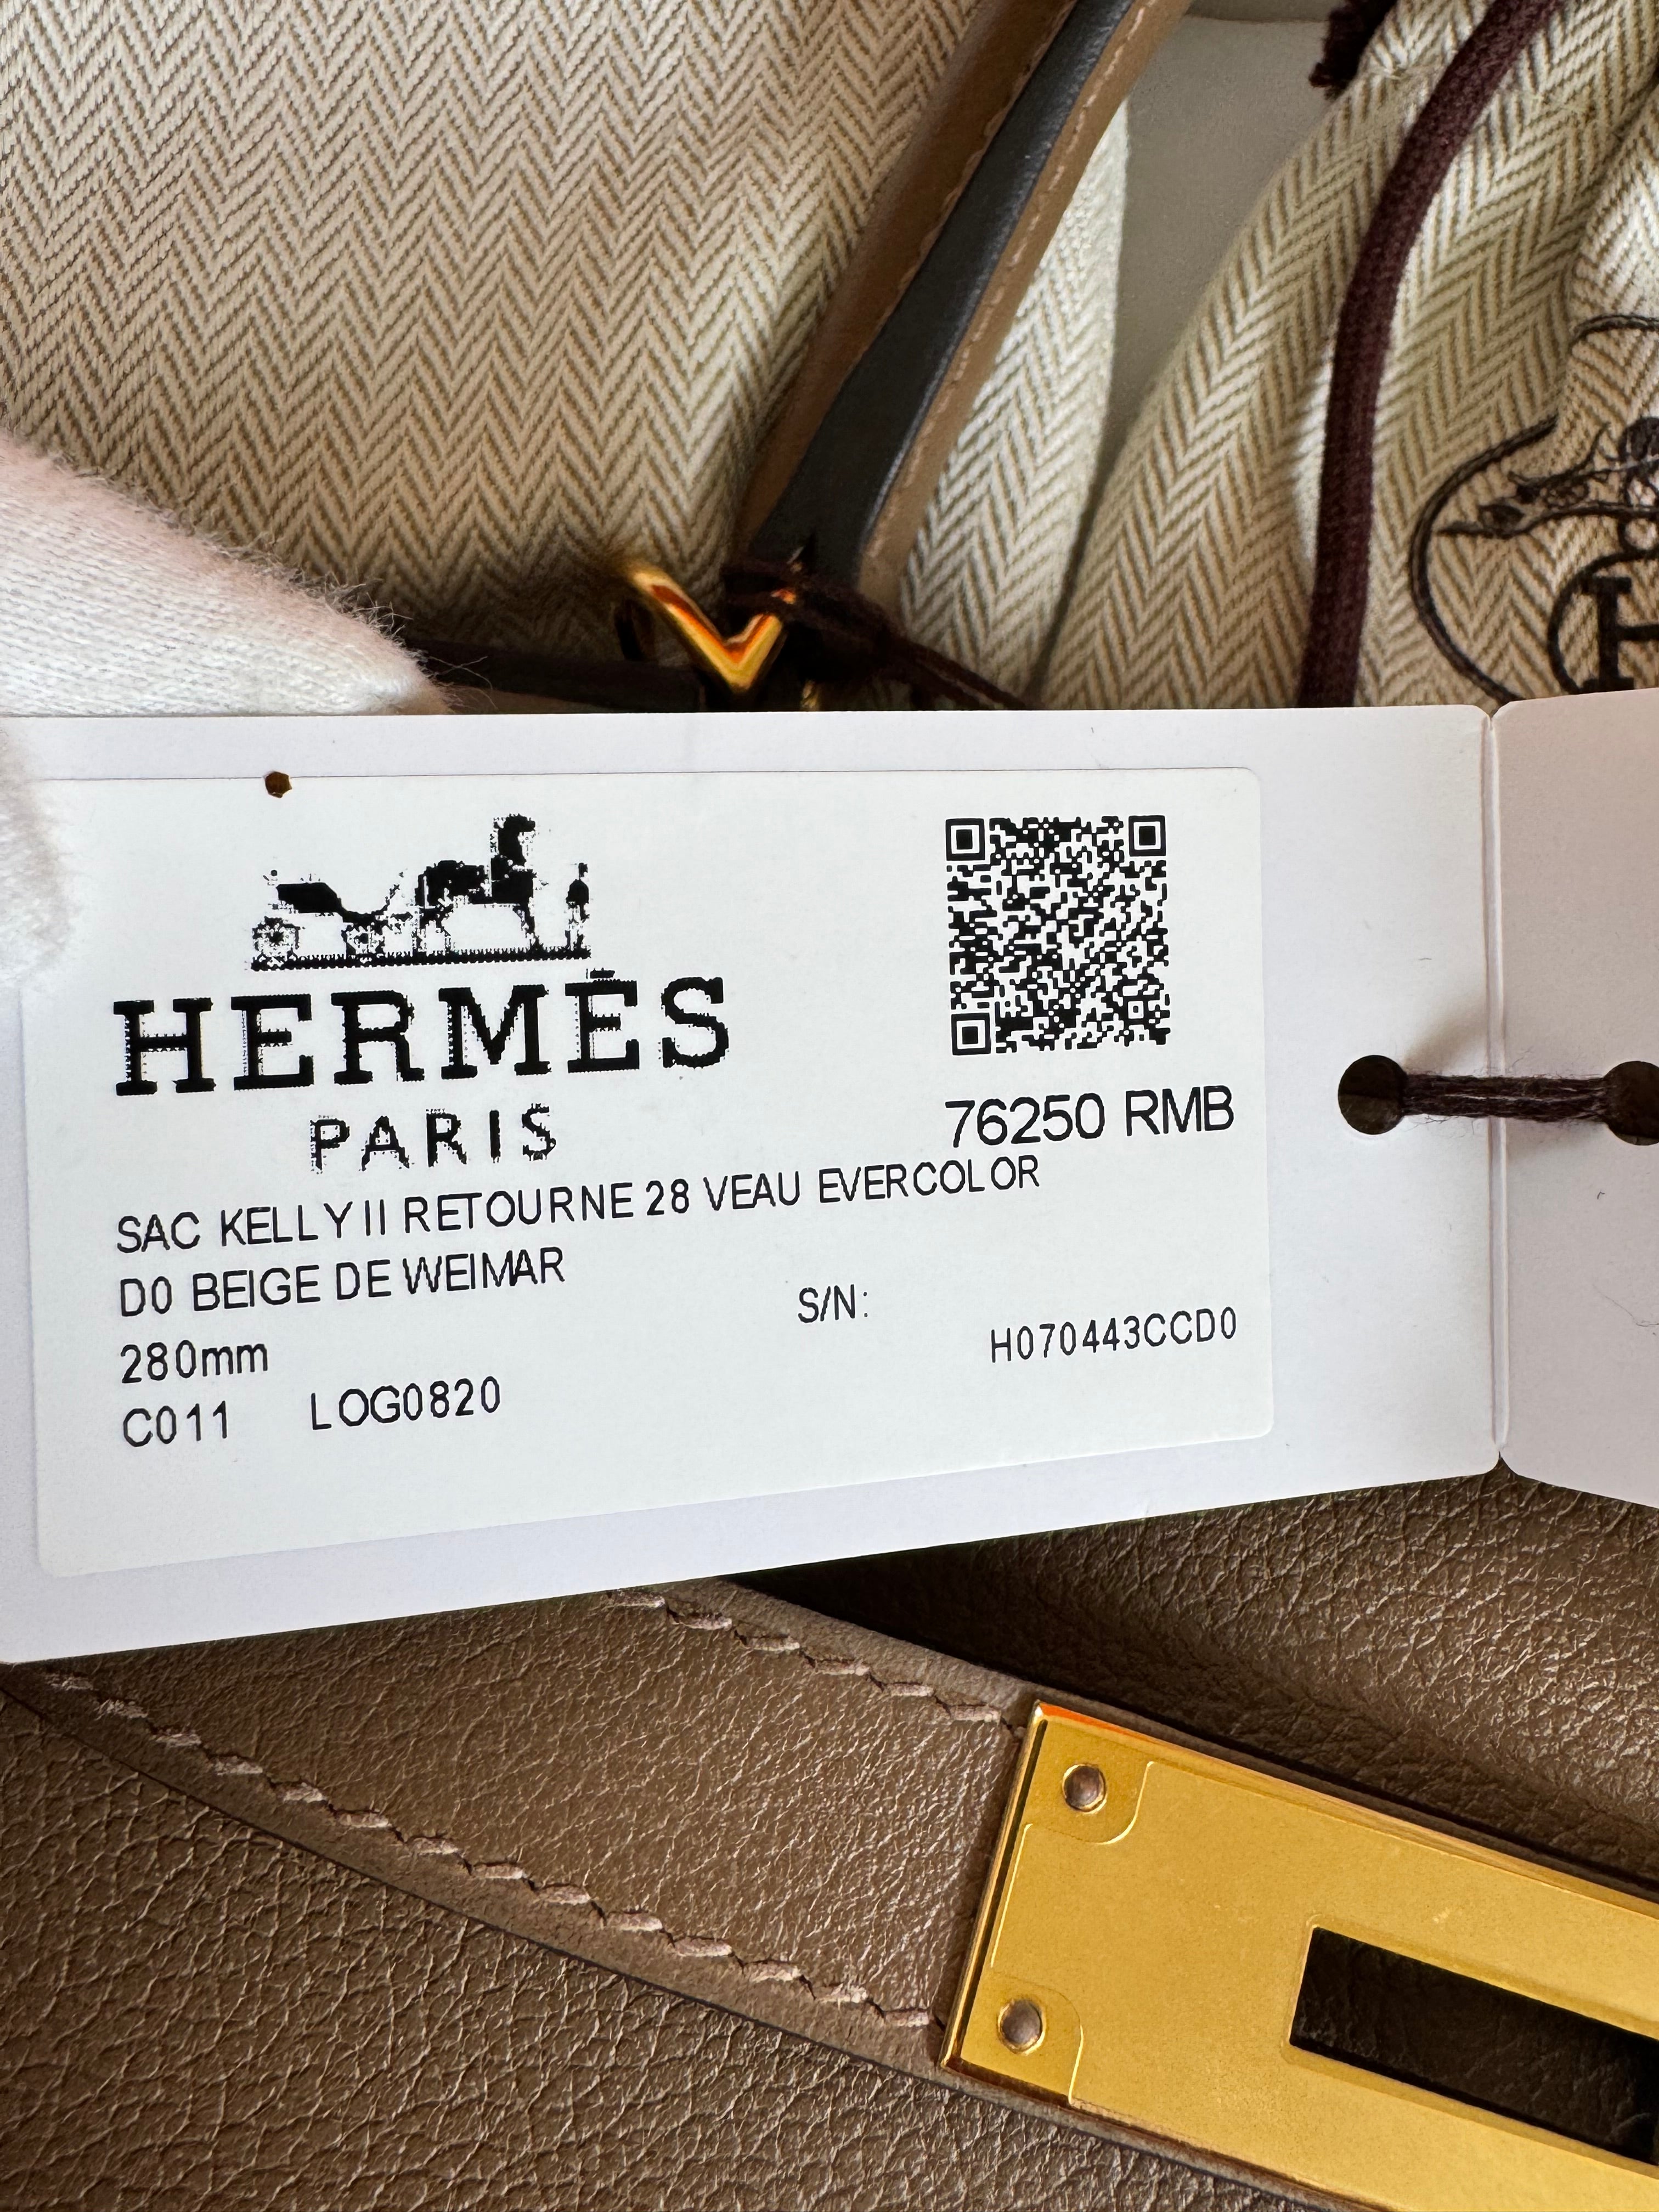 HERMÈS
PARIS
76250 RMB
SAC KELLY II RETOURNE 28 VEAU EVERCOLOR
D0 BEIGE DE WEIMAR
S/N:
280mm
H070443CCD0
C011 LOG0820
H